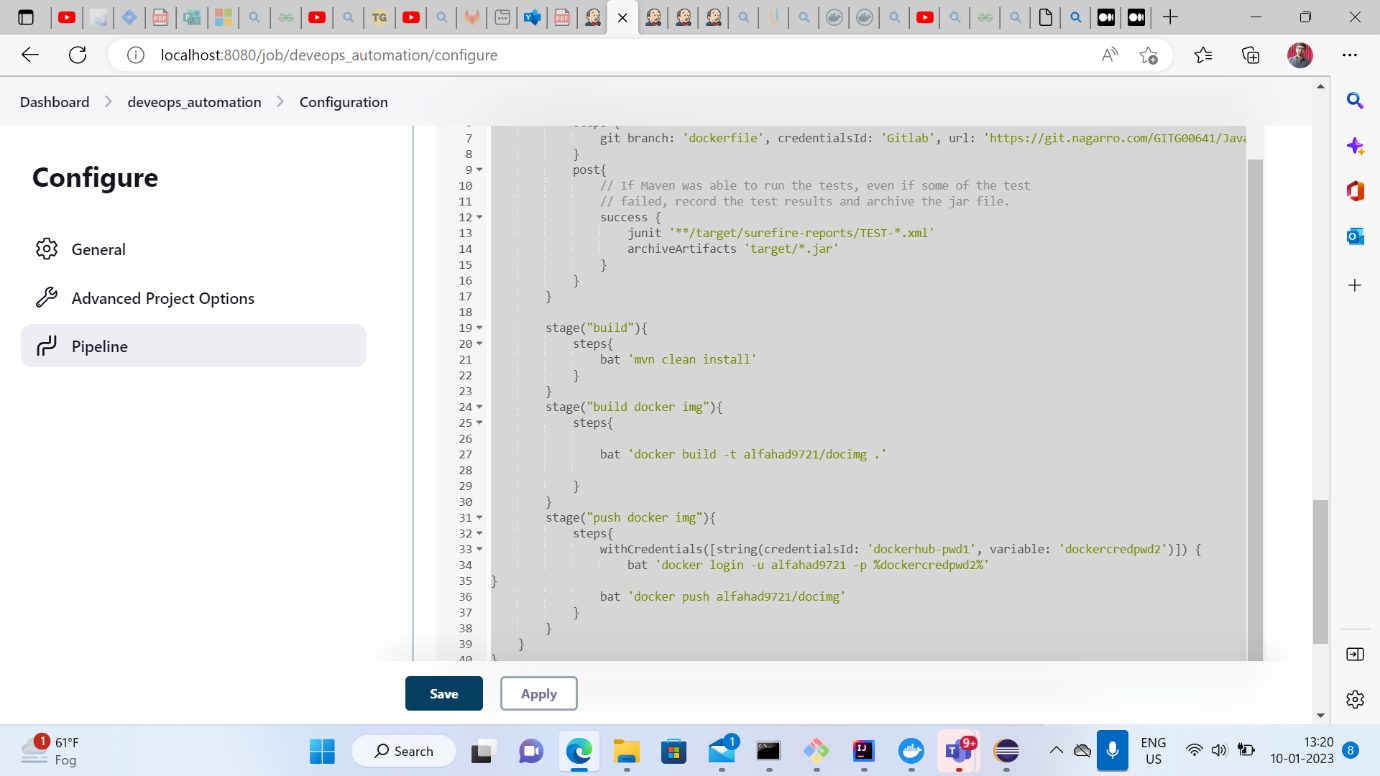 TG
localhost:8080/job/deveops_automation/configure
Dashboard > deveops_automation > Configuration
Configure
General
Advanced Project Options
Pipeline
7 git branch: 'dockerfile', credentialsId: 'Gitlab', url: 'https://git.nagarro.com/GITG00641/Java
8 }
9 post{
10 // If Maven was able to run the tests, even if some of the test
11 // failed, record the test results and archive the jar file.
12 success {
13 junit '**/target/surefire-reports/TEST-*.xml'
14 archiveArtifacts 'target/*.jar'
15 }
16 }
17 }
18
19 stage("build"){
20 steps{
21 bat 'mvn clean install'
22 }
23 }
24 stage("build docker img"){
25 steps{
26
27 bat 'docker build -t alfahad9721/docimg .'
28
29 }
30 }
31 stage("push docker img"){
32 steps{
33 withCredentials([string(credentialsId: 'dockerhub-pwd1', variable: 'dockercredpwd2')]) {
34 bat 'docker login -u alfahad9721 -p %dockercredpwd2%'
35 }
36 bat 'docker push alfahad9721/docimg'
37 }
38 }
39 }
40 }
Save
Apply
1
61°F
Fog
Search
1
9+
ENG
US
13:20
10-01-2023
8